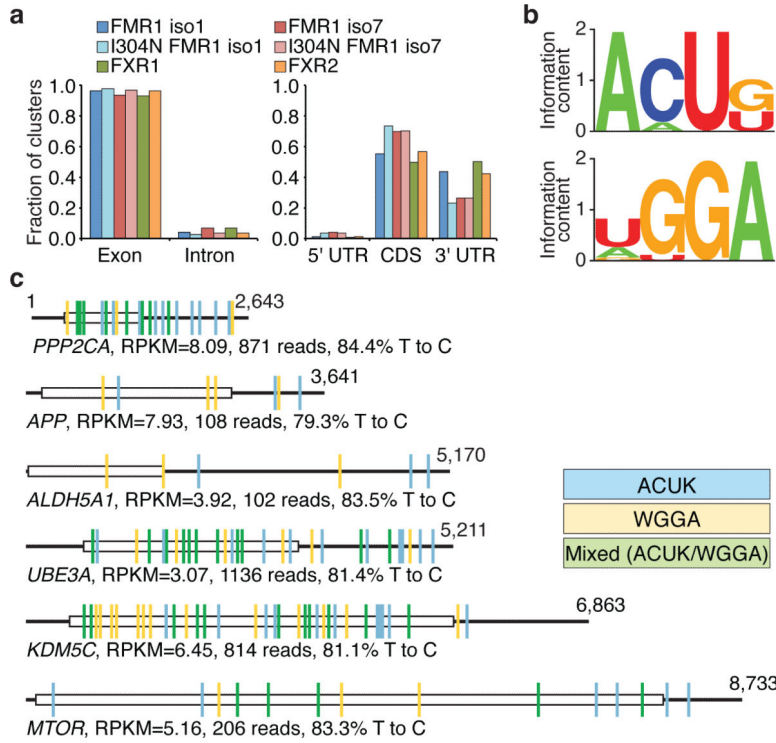 a
FMR1 iso1
FMR1 iso7
I304N FMR1 iso1
I304N FMR1 iso7
FXR1
FXR2
Fraction of clusters
1.0
0.8
0.6
0.4
0.2
0.0
Exon
Intron
1.0
0.8
0.6
0.4
0.2
0.0
5' UTR
CDS
3' UTR
b
Information content
2
1
0
ACUG
A U
Information content
2
1
0
UGGA
A U
c
1
2,643
PPP2CA, RPKM=8.09, 871 reads, 84.4% T to C
3,641
APP, RPKM=7.93, 108 reads, 79.3% T to C
5,170
ALDH5A1, RPKM=3.92, 102 reads, 83.5% T to C
5,211
UBE3A, RPKM=3.07, 1136 reads, 81.4% T to C
6,863
KDM5C, RPKM=6.45, 814 reads, 81.1% T to C
8,733
MTOR, RPKM=5.16, 206 reads, 83.3% T to C
ACUK
WGGA
Mixed (ACUK/WGGA)